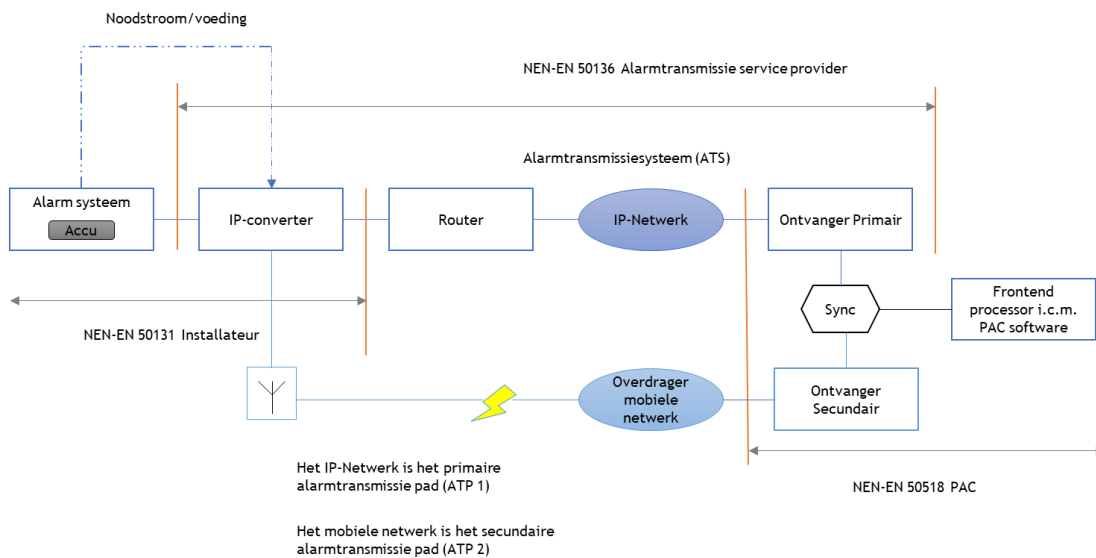 Noodstroom/voeding
NEN-EN 50136 Alarmtransmissie service provider
Alarmtransmissiesysteem (ATS)
Alarm systeem
Accu
IP-converter
Router
IP-Netwerk
Ontvanger Primair
NEN-EN 50131 Installateur
Sync
Frontend
processor i.c.m.
PAC software
Overdrager
mobiele
netwerk
Ontvanger
Secundair
Het IP-Netwerk is het primaire
alarmtransmissie pad (ATP 1)
NEN-EN 50518 PAC
Het mobiele netwerk is het secundaire
alarmtransmissie pad (ATP 2)